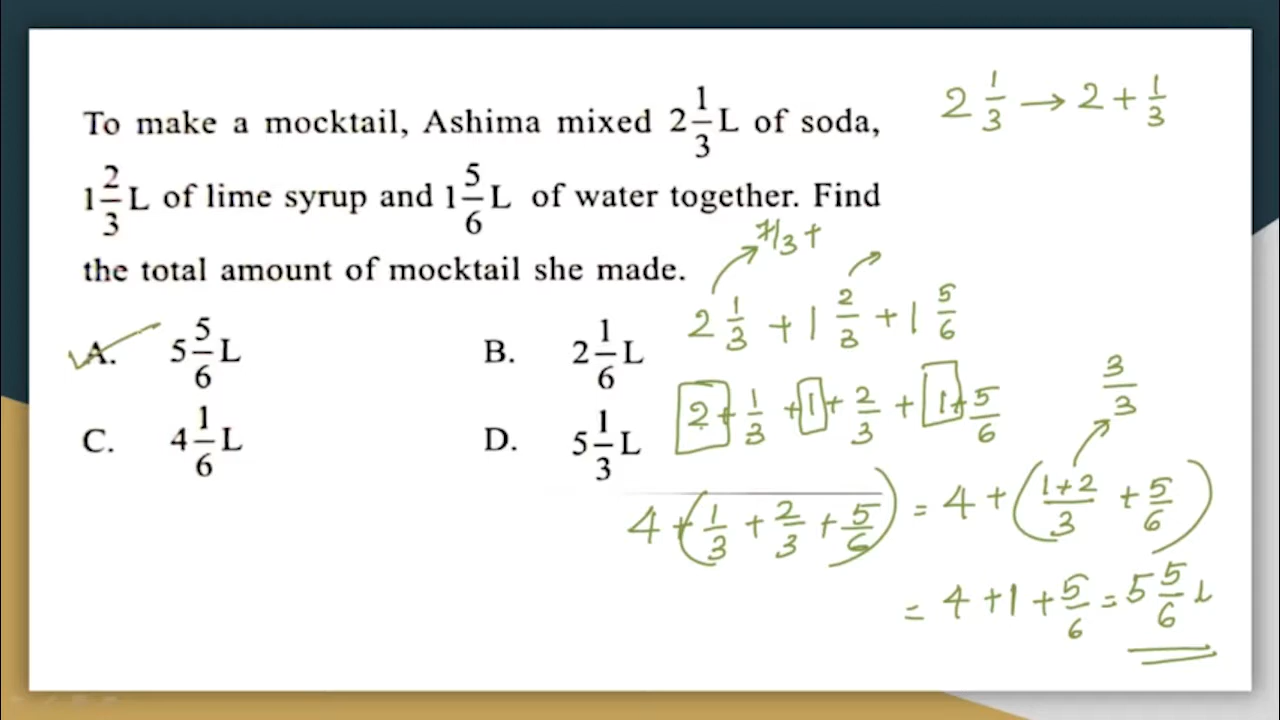 To make a mocktail, Ashima mixed 2 1/3 L of soda,
1 2/3 L of lime syrup and 1 5/6 L of water together. Find
the total amount of mocktail she made.
A. 5 5/6 L
B. 2 1/6 L
C. 4 1/6 L
D. 5 1/3 L
2 1/3 → 2 + 1/3
7/3 +
2 1/3 + 1 2/3 + 1 5/6
2 + 1/3 + 1 + 2/3 + 1 + 5/6
3/3
4 + (1/3 + 2/3 + 5/6) = 4 + ((1+2)/3 + 5/6)
= 4 + 1 + 5/6 = 5 5/6 L